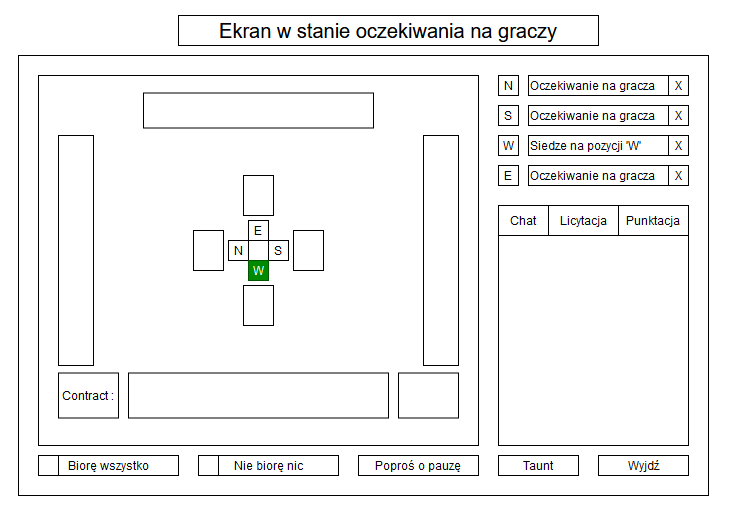 Ekran w stanie oczekiwania na graczy
N Oczekiwanie na gracza X
S Oczekiwanie na gracza X
W Siedze na pozycji 'W' X
E Oczekiwanie na gracza X
Chat Licytacja Punktacja
E
N S
W
Contract :
Biorę wszystko Nie biorę nic Poproś o pauzę Taunt Wyjdź